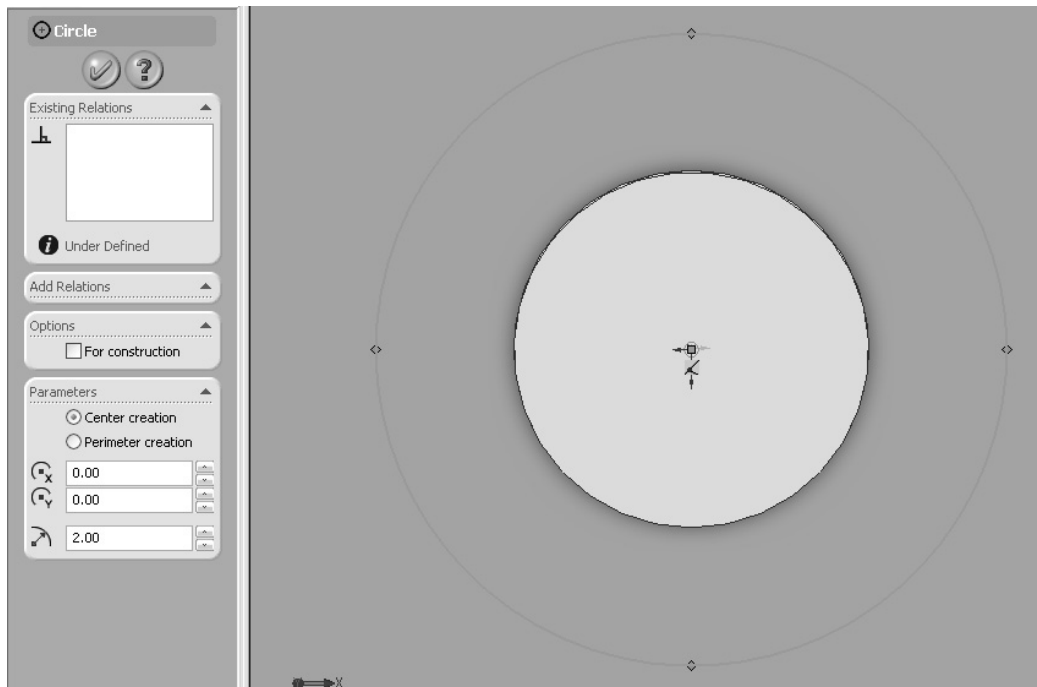 Circle
?
Existing Relations
i Under Defined
Add Relations
Options
For construction
Parameters
Center creation
Perimeter creation
X 0.00
Y 0.00
2.00
X